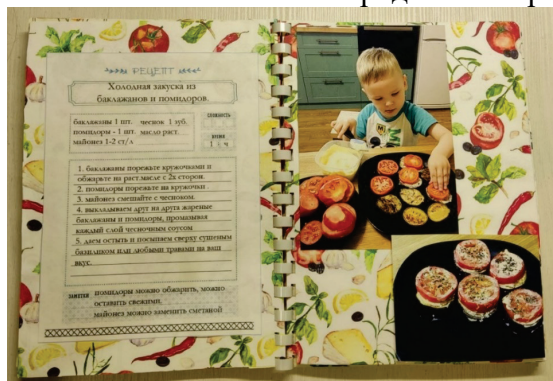 РЕЦЕПТ
Холодная закуска из
баклажанов и помидоров.
баклажаны 1 шт. чеснок 1 зуб.
помидоры - 1 шт. масло раст.
майонез 1-2 ст/л
СЛОЖНОСТЬ
ВРЕМЯ
1. баклажаны порежьте кружочками и
обжарьте на раст.масле с 2х сторон.
2. помидоры порежьте на кружочки .
3. майонез смешайте с чесноком.
4. выкладываем друг на друга жареные
баклажаны и помидоры, промазывая
каждый слой чесночным соусом
5. даем остыть и посыпаем сверху сушеным
базиликом или любыми травами на ваш
вкус.
ЗАМЕТКИ
помидоры можно обжарить, можно
оставить свежими.
майонез можно заменить сметаной